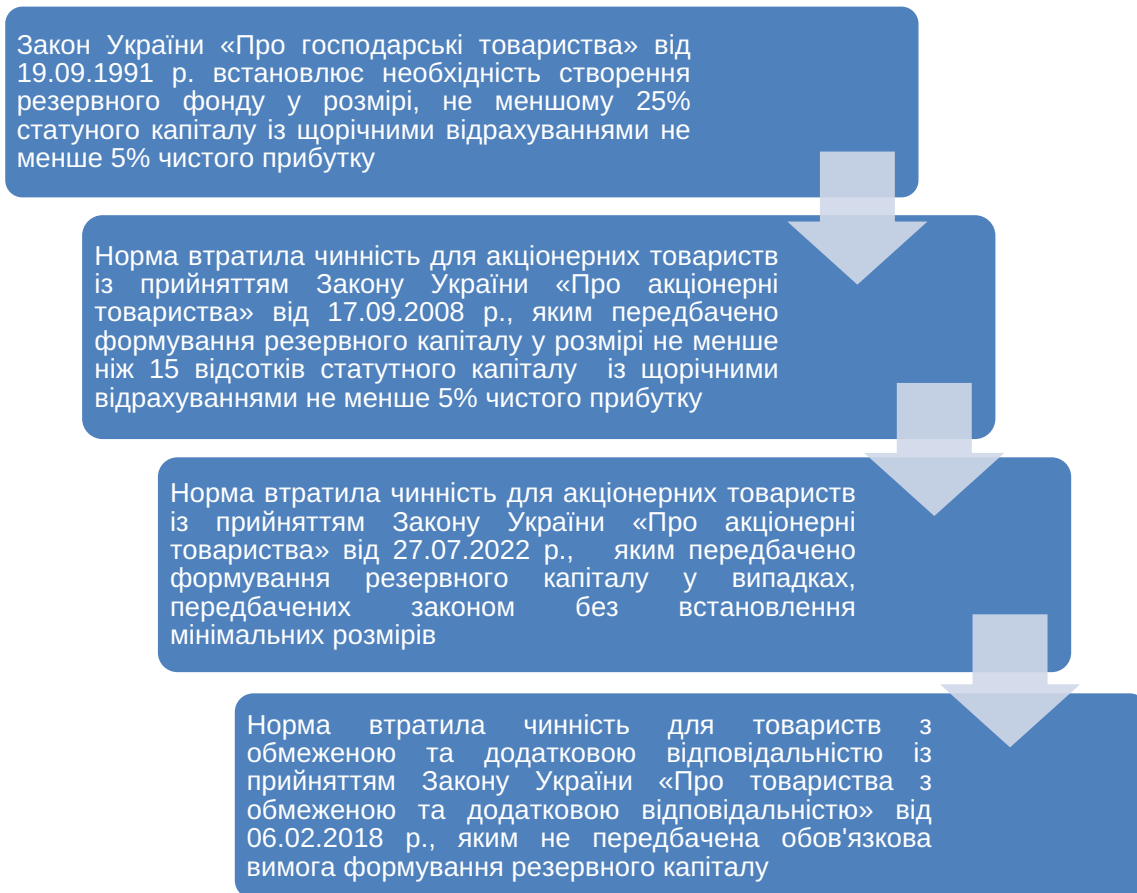 Закон України «Про господарські товариства» від
19.09.1991 р. встановлює необхідність створення
резервного фонду у розмірі, не меншому 25%
статуного капіталу із щорічними відрахуваннями не
менше 5% чистого прибутку
Норма втратила чинність для акціонерних товариств
із прийняттям Закону України «Про акціонерні
товариства» від 17.09.2008 р., яким передбачено
формування резервного капіталу у розмірі не менше
ніж 15 відсотків статутного капіталу із щорічними
відрахуваннями не менше 5% чистого прибутку
Норма втратила чинність для акціонерних товариств
із прийняттям Закону України «Про акціонерні
товариства» від 27.07.2022 р., яким передбачено
формування резервного капіталу у випадках,
передбачених законом без встановлення
мінімальних розмірів
Норма втратила чинність для товариств з
обмеженою та додатковою відповідальністю із
прийняттям Закону України «Про товариства з
обмеженою та додатковою відповідальністю» від
06.02.2018 р., яким не передбачена обов'язкова
вимога формування резервного капіталу